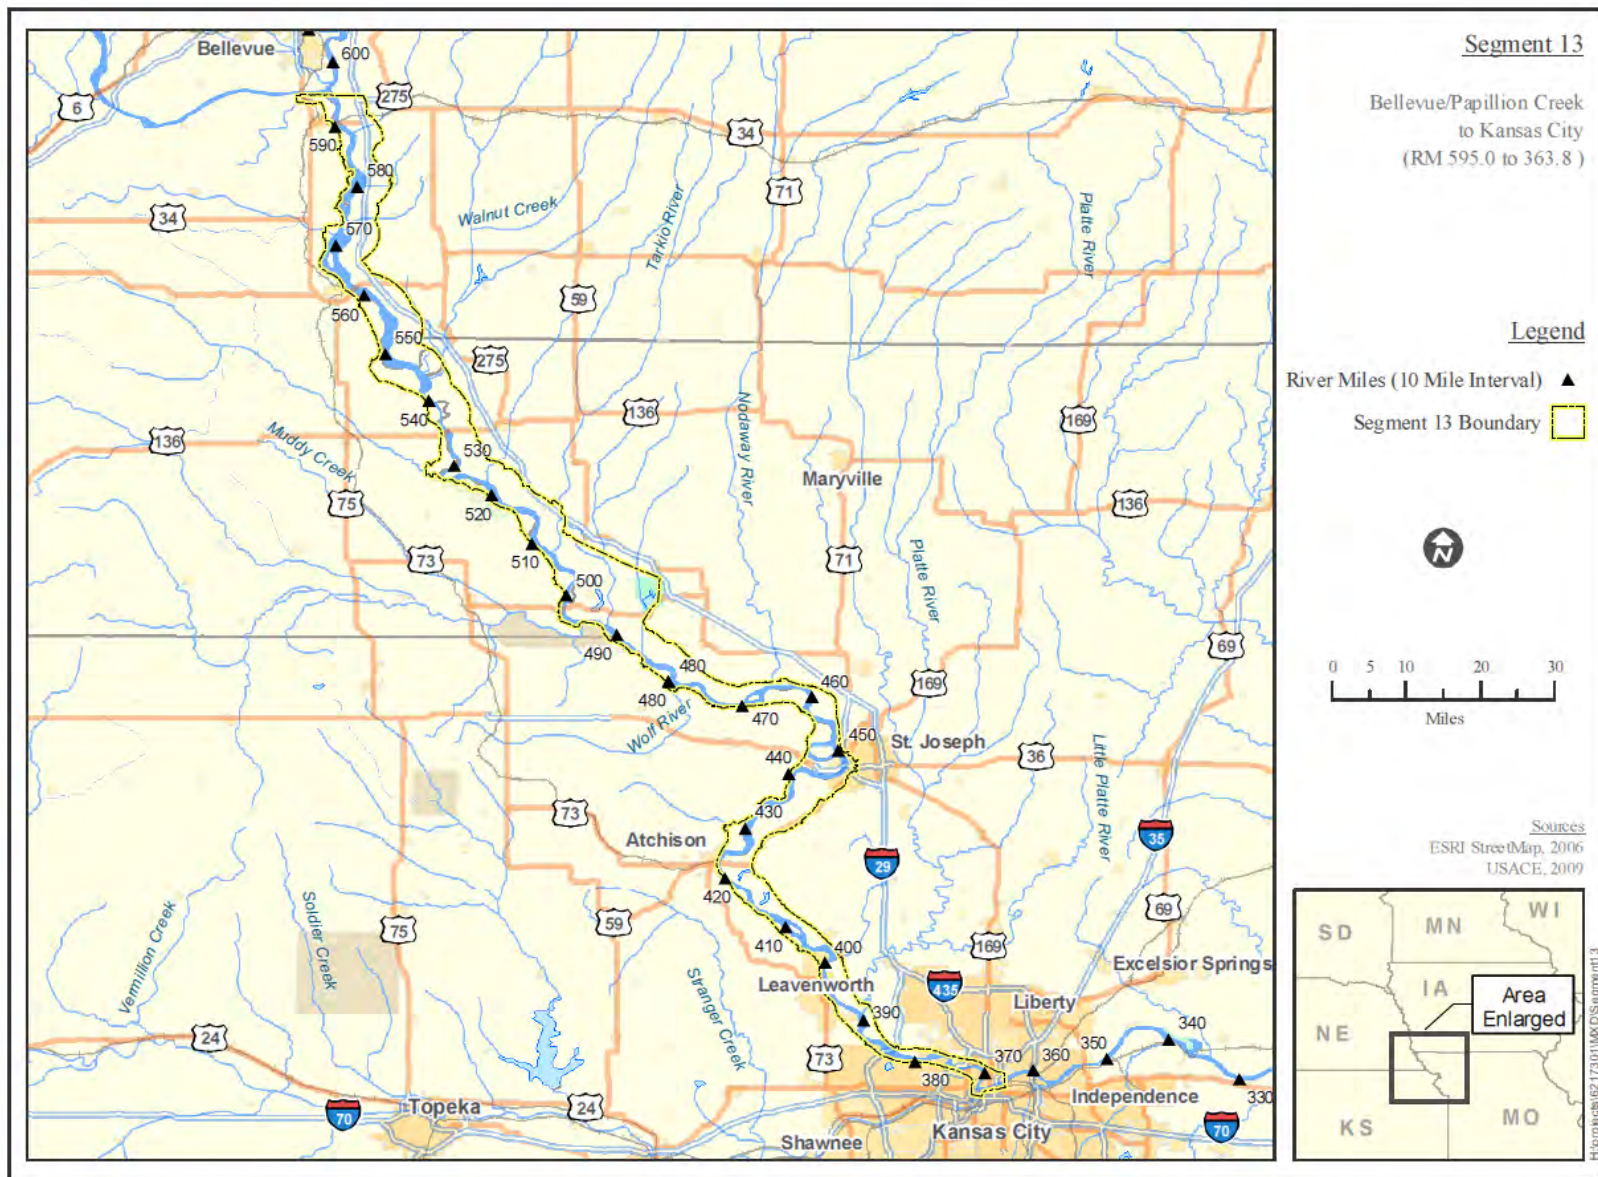 Segment 13
Bellevue/Papillion Creek
to Kansas City
(RM 595.0 to 363.8 )
Legend
River Miles (10 Mile Interval)
Segment 13 Boundary
N
0 5 10 20 30
Miles
Sources
ESRI StreetMap, 2006
USACE, 2009
SD
MN
WI
IA
NE
KS
MO
Area
Enlarged
H:\projects\6217301\MXD\Segment13
Bellevue
600
6
275
590
34
580
71
34
Walnut Creek
Tarkio River
Platte River
570
59
560
550
275
540
136
Nodaway River
169
136
Muddy Creek
530
Maryville
75
520
136
510
73
71
Platte River
500
490
69
480
480
460
169
470
Wolf River
450
St. Joseph
440
36
Little Platte River
430
73
Atchison
35
29
420
59
69
75
Vermillion Creek
Soldier Creek
410
400
169
Stranger Creek
Leavenworth
435
Excelsior Springs
Liberty
390
24
340
73
370
360
350
380
330
Independence
70
Topeka
24
Kansas City
70
Shawnee